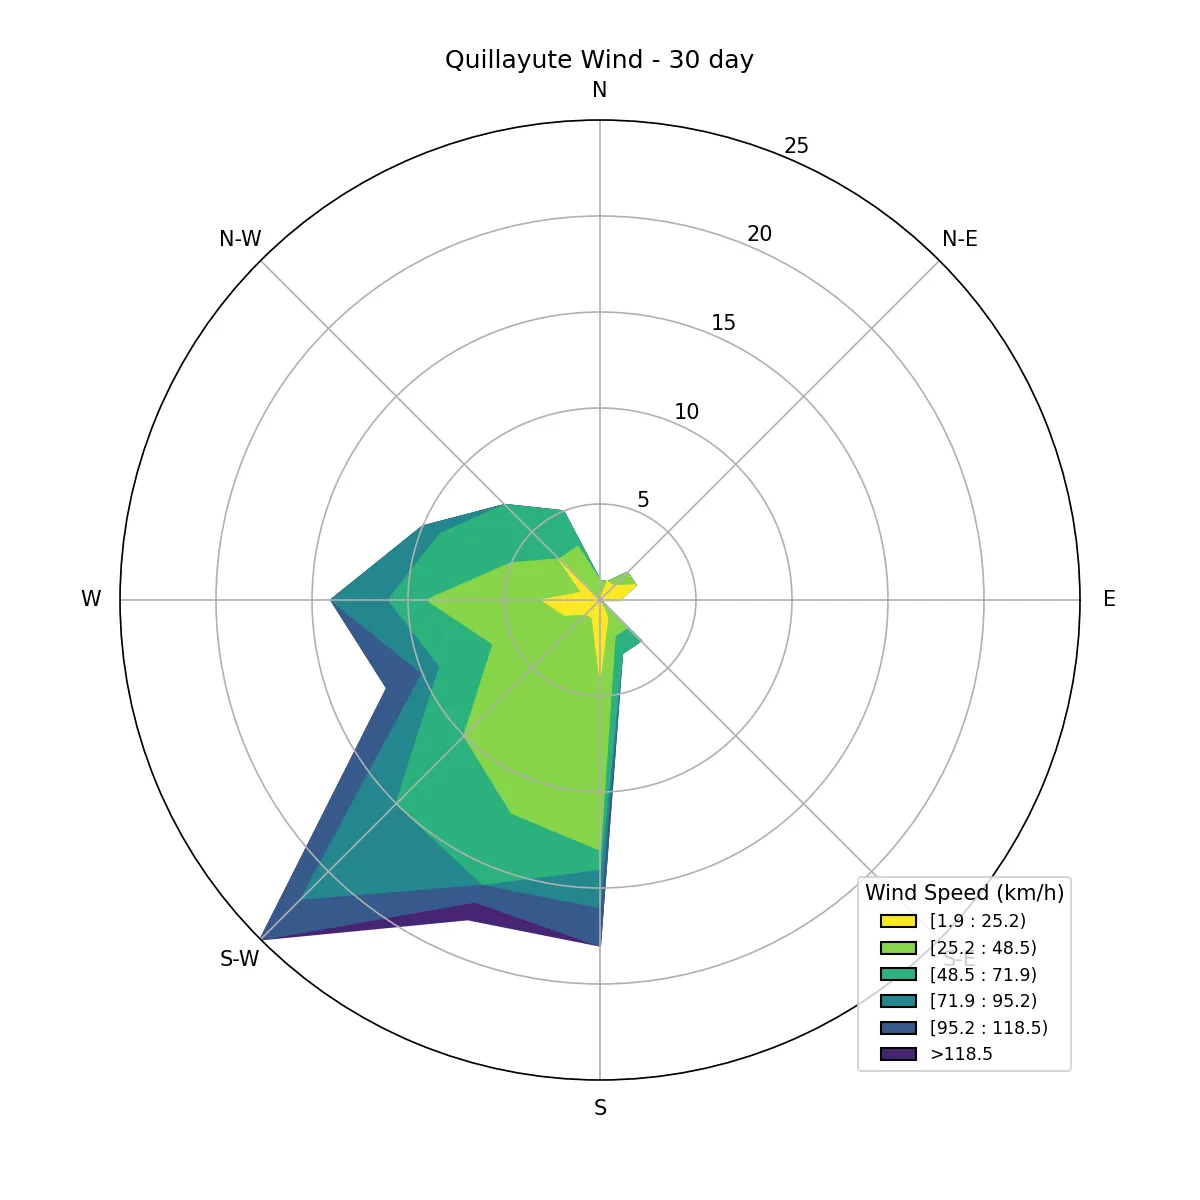 Quillayute Wind - 30 day
N
25
N-W
N-E
20
15
10
5
W
E
Wind Speed (km/h)
[1.9 : 25.2)
[25.2 : 48.5)
S-W
S-E
[48.5 : 71.9)
[71.9 : 95.2)
[95.2 : 118.5)
>118.5
S